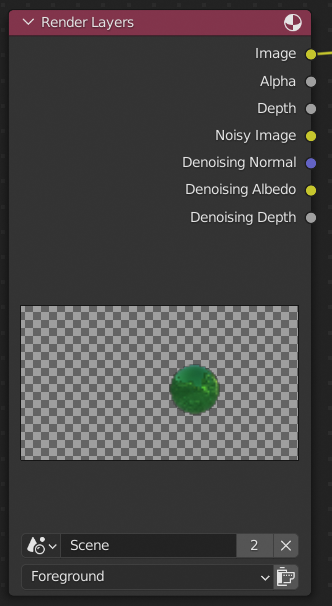 Render Layers
Image
Alpha
Depth
Noisy Image
Denoising Normal
Denoising Albedo
Denoising Depth
Scene 2
Foreground